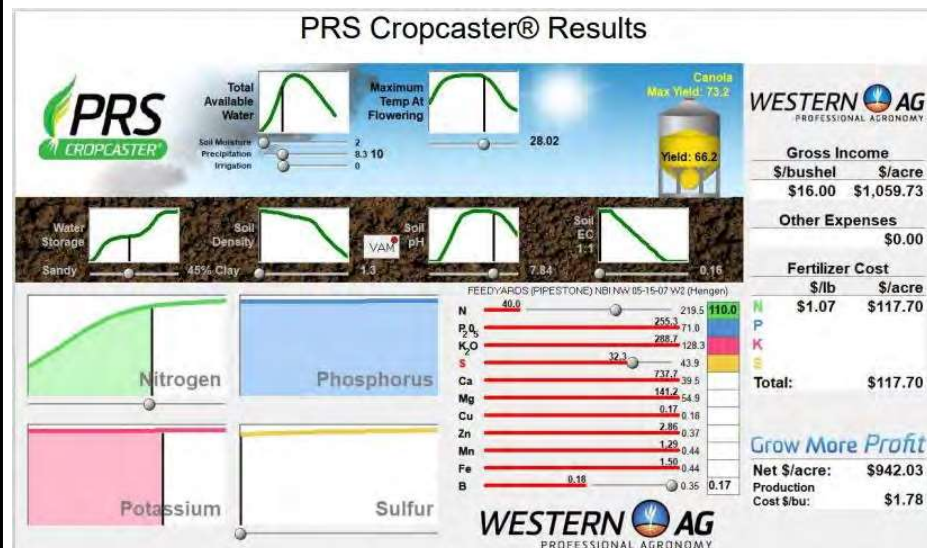 PRS Cropcaster® Results
PRS
CROPCASTER®
Total
Available
Water
Soil Moisture 2
Precipitation 8.3 10
Irrigation 0
Maximum
Temp At
Flowering
28.02
Canola
Max Yield: 73.2
Yield: 66.2
Water
Storage
Sandy 45% Clay
Soil
Density
1.3
VAM
Soil
pH
7.84
Soil
EC
1:1
0.16
Nitrogen
Phosphorus
Potassium
Sulfur
FEEDYARDS (PIPESTONE) NBI NW 05-15-07 W2 (Hengen)
N 40.0 219.5 110.0
P2O5 255.3 71.0
K2O 288.7 128.3
S 32.3 43.9
Ca 737.7 39.5
Mg 141.2 54.9
Cu 0.17 0.18
Zn 2.86 0.37
Mn 1.29 0.44
Fe 1.50 0.44
B 0.18 0.35 0.17
WESTERN AG
PROFESSIONAL AGRONOMY
WESTERN AG
PROFESSIONAL AGRONOMY
Gross Income
$/bushel $/acre
$16.00 $1,059.73
Other Expenses
$0.00
Fertilizer Cost
$/lb $/acre
N $1.07 $117.70
P
K
S
Total: $117.70
Grow More Profit
Net $/acre: $942.03
Production
Cost $/bu: $1.78